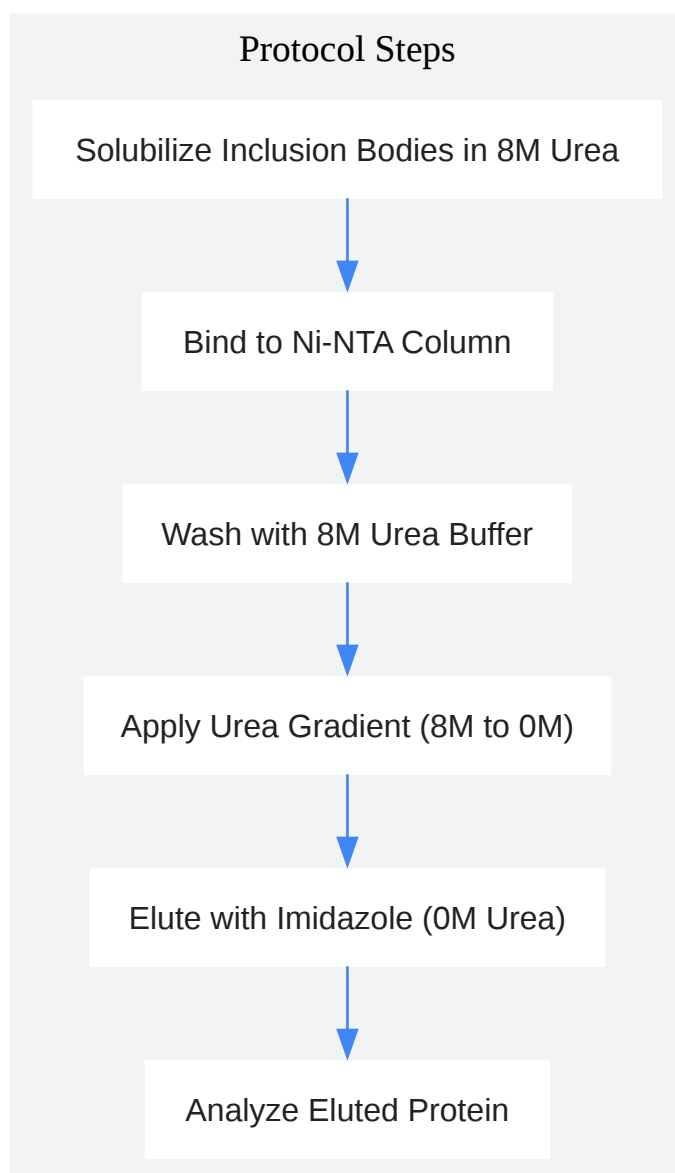 Protocol Steps
Solubilize Inclusion Bodies in 8M Urea
Bind to Ni-NTA Column
Wash with 8M Urea Buffer
Apply Urea Gradient (8M to 0M)
Elute with Imidazole (0M Urea)
Analyze Eluted Protein